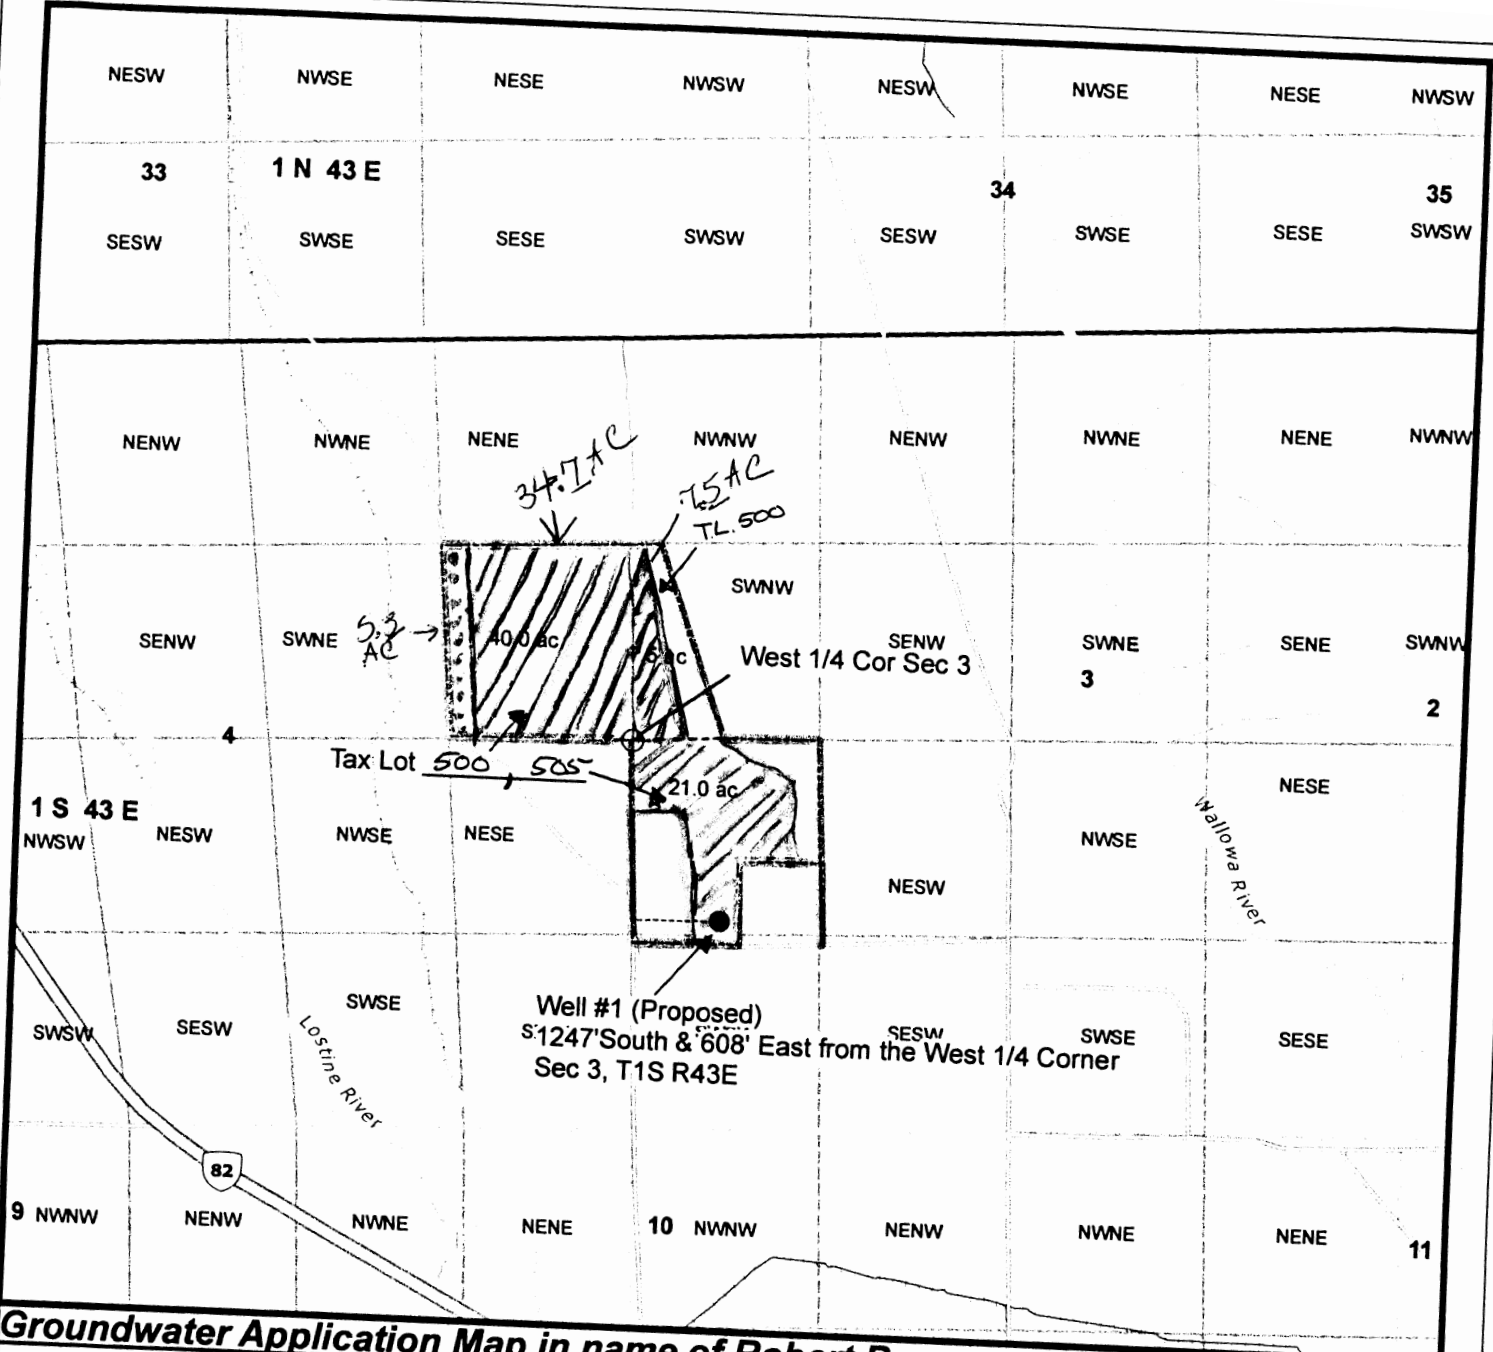 NESW NWSE NESE NWSW NESW NWSE NESE NWSW
33 1 N 43 E 34 35
SESW SWSE SESE SWSW SESW SWSE SESE SWSW
NENW NWNE NENE NWNW NENW NWNE NENE NWNW
34.7 AC
7.5 AC
TL. 500
SWNW
SENW SWNE 40.0 ac SENW SWNE SENE SWNW
5.3
AC
West 1/4 Cor Sec 3
3 2
4
Tax Lot 500, 505
21.0 ac
NESE
1 S 43 E
NWSW NESW NWSE NESE NWSE
NESW
Wallowa River
Well #1 (Proposed)
1247'South & 608' East from the West 1/4 Corner
Sec 3, T1S R43E
SWSE
SWSW SESW SESW SWSE SESE
Lostine River
82
9 NWNW NENW NWNE NENE 10 NWNW NENW NWNE NENE 11
Groundwater Application Map in name of Robert